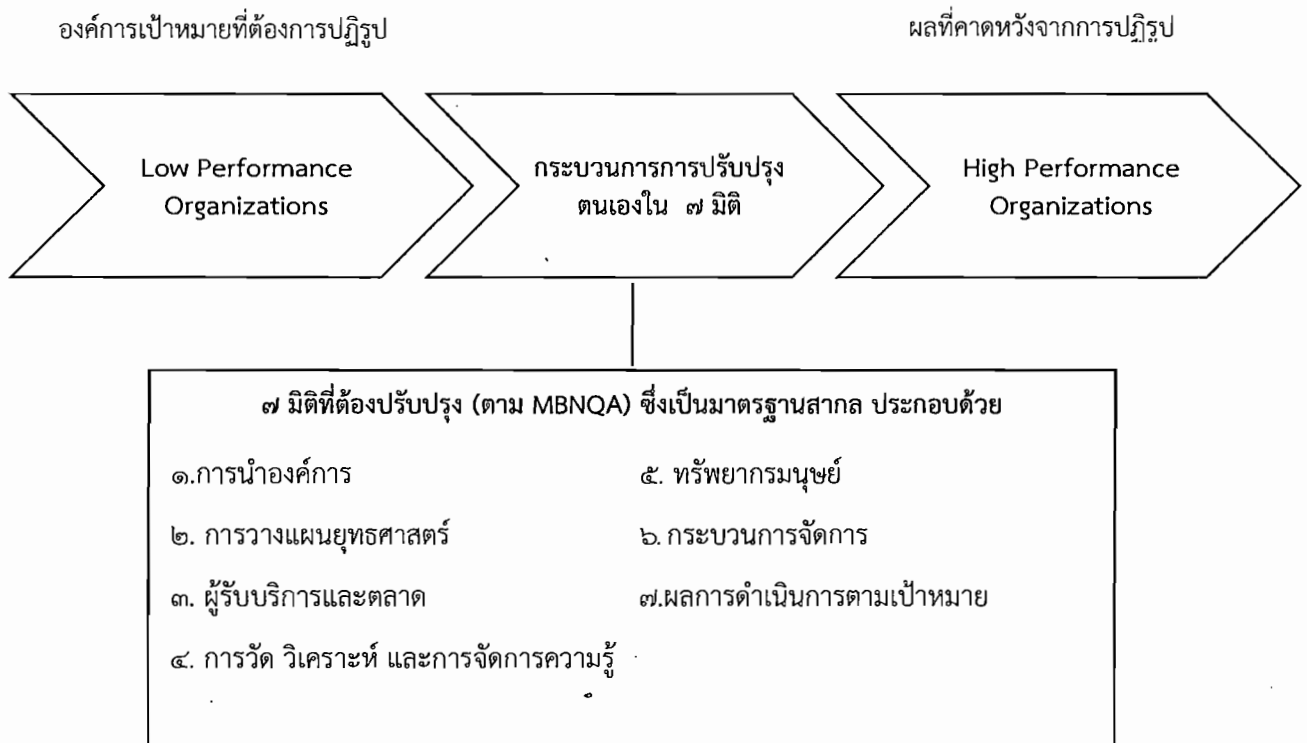 องค์การเป้าหมายที่ต้องการปฏิรูป
ผลที่คาดหวังจากการปฏิรูป
Low Performance
Organizations
กระบวนการการปรับปรุง
ตนเองใน ๗ มิติ
High Performance
Organizations
๗ มิติที่ต้องปรับปรุง (ตาม MBNQA) ซึ่งเป็นมาตรฐานสากล ประกอบด้วย
๑.การนำองค์การ
๒. การวางแผนยุทธศาสตร์
๓. ผู้รับบริการและตลาด
๔. การวัด วิเคราะห์ และการจัดการความรู้
๕. ทรัพยากรมนุษย์
๖. กระบวนการจัดการ
๗.ผลการดำเนินการตามเป้าหมาย